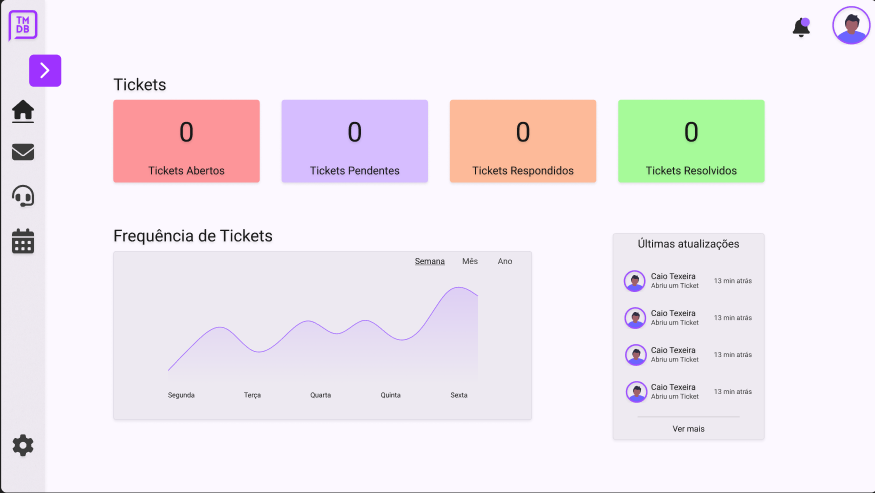 TM
DB
Tickets
0
Tickets Abertos
0
Tickets Pendentes
0
Tickets Respondidos
0
Tickets Resolvidos
Frequência de Tickets
Semana Mês Ano
Segunda Terça Quarta Quinta Sexta
Últimas atualizações
Caio Texeira
Abriu um Ticket
13 min atrás
Caio Texeira
Abriu um Ticket
13 min atrás
Caio Texeira
Abriu um Ticket
13 min atrás
Caio Texeira
Abriu um Ticket
13 min atrás
Ver mais